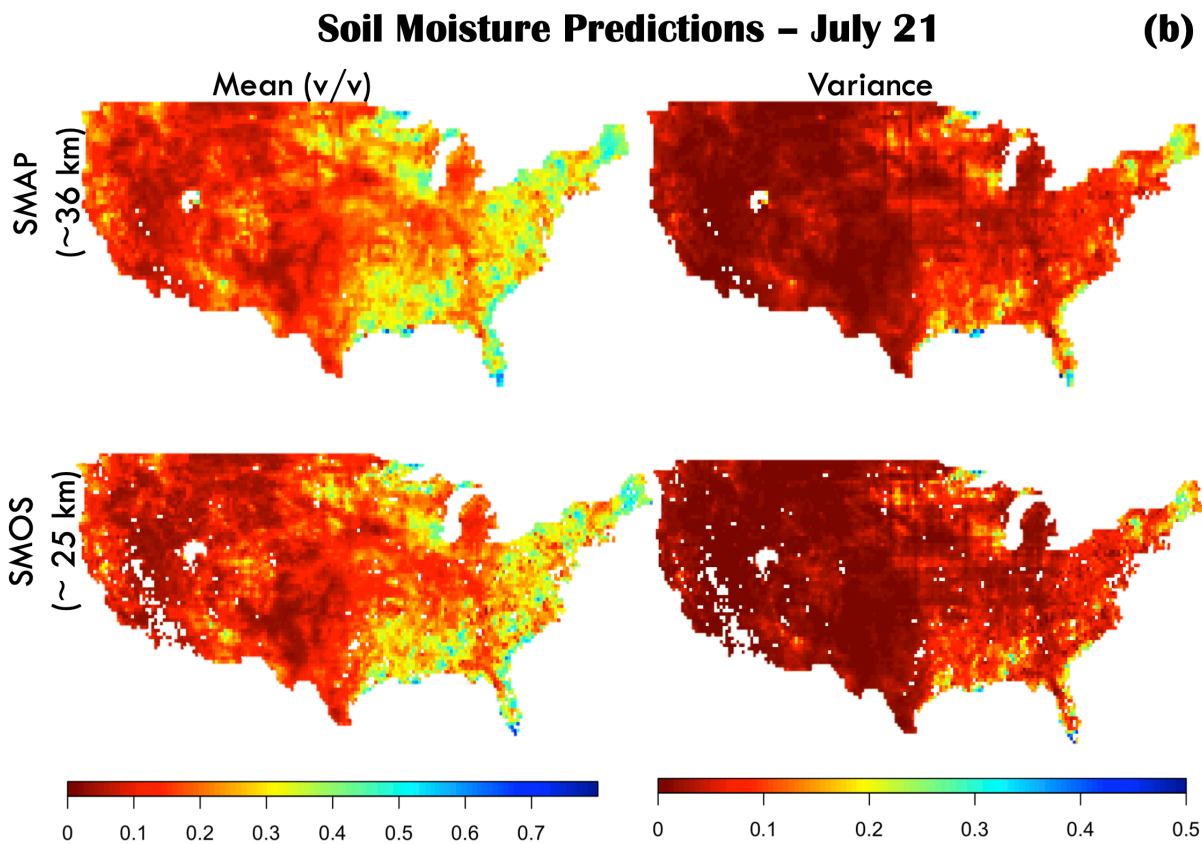 Soil Moisture Predictions – July 21
(b)
Mean (v/v)
Variance
SMAP
(~36 km)
SMOS
(~ 25 km)
0 0.1 0.2 0.3 0.4 0.5 0.6 0.7
0 0.1 0.2 0.3 0.4 0.5